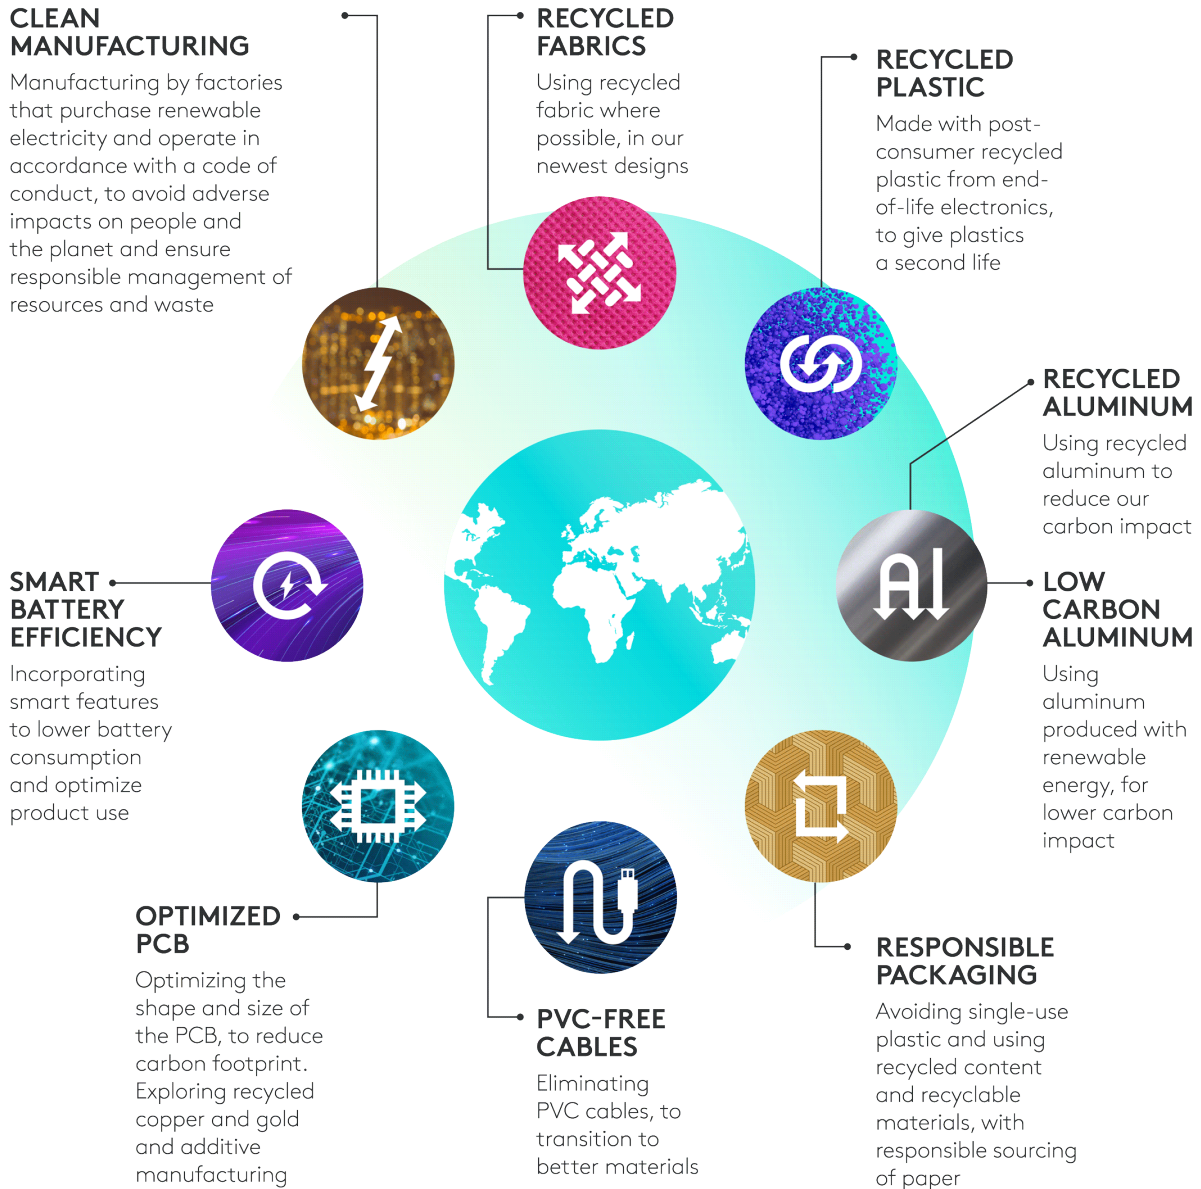 CLEAN
MANUFACTURING
Manufacturing by factories
that purchase renewable
electricity and operate in
accordance with a code of
conduct, to avoid adverse
impacts on people and
the planet and ensure
responsible management of
resources and waste
RECYCLED
FABRICS
Using recycled
fabric where
possible, in our
newest designs
RECYCLED
PLASTIC
Made with post-
consumer recycled
plastic from end-
of-life electronics,
to give plastics
a second life
RECYCLED
ALUMINUM
Using recycled
aluminum to
reduce our
carbon impact
Al
LOW
CARBON
ALUMINUM
Using
aluminum
produced with
renewable
energy, for
lower carbon
impact
SMART
BATTERY
EFFICIENCY
Incorporating
smart features
to lower battery
consumption
and optimize
product use
OPTIMIZED
PCB
Optimizing the
shape and size of
the PCB, to reduce
carbon footprint.
Exploring recycled
copper and gold
and additive
manufacturing
PVC-FREE
CABLES
Eliminating
PVC cables, to
transition to
better materials
RESPONSIBLE
PACKAGING
Avoiding single-use
plastic and using
recycled content
and recyclable
materials, with
responsible sourcing
of paper